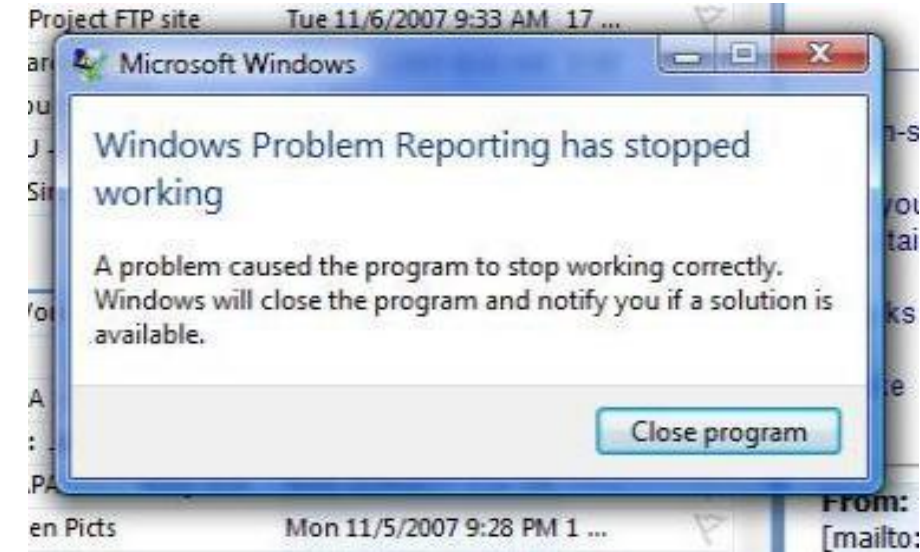 Project FTP site Tue 11/6/2007 9:33 AM 17 ...
Microsoft Windows
Windows Problem Reporting has stopped
working
A problem caused the program to stop working correctly.
Windows will close the program and notify you if a solution is
available.
Close program
en Picts Mon 11/5/2007 9:28 PM 1 ...
From:
[mailto: